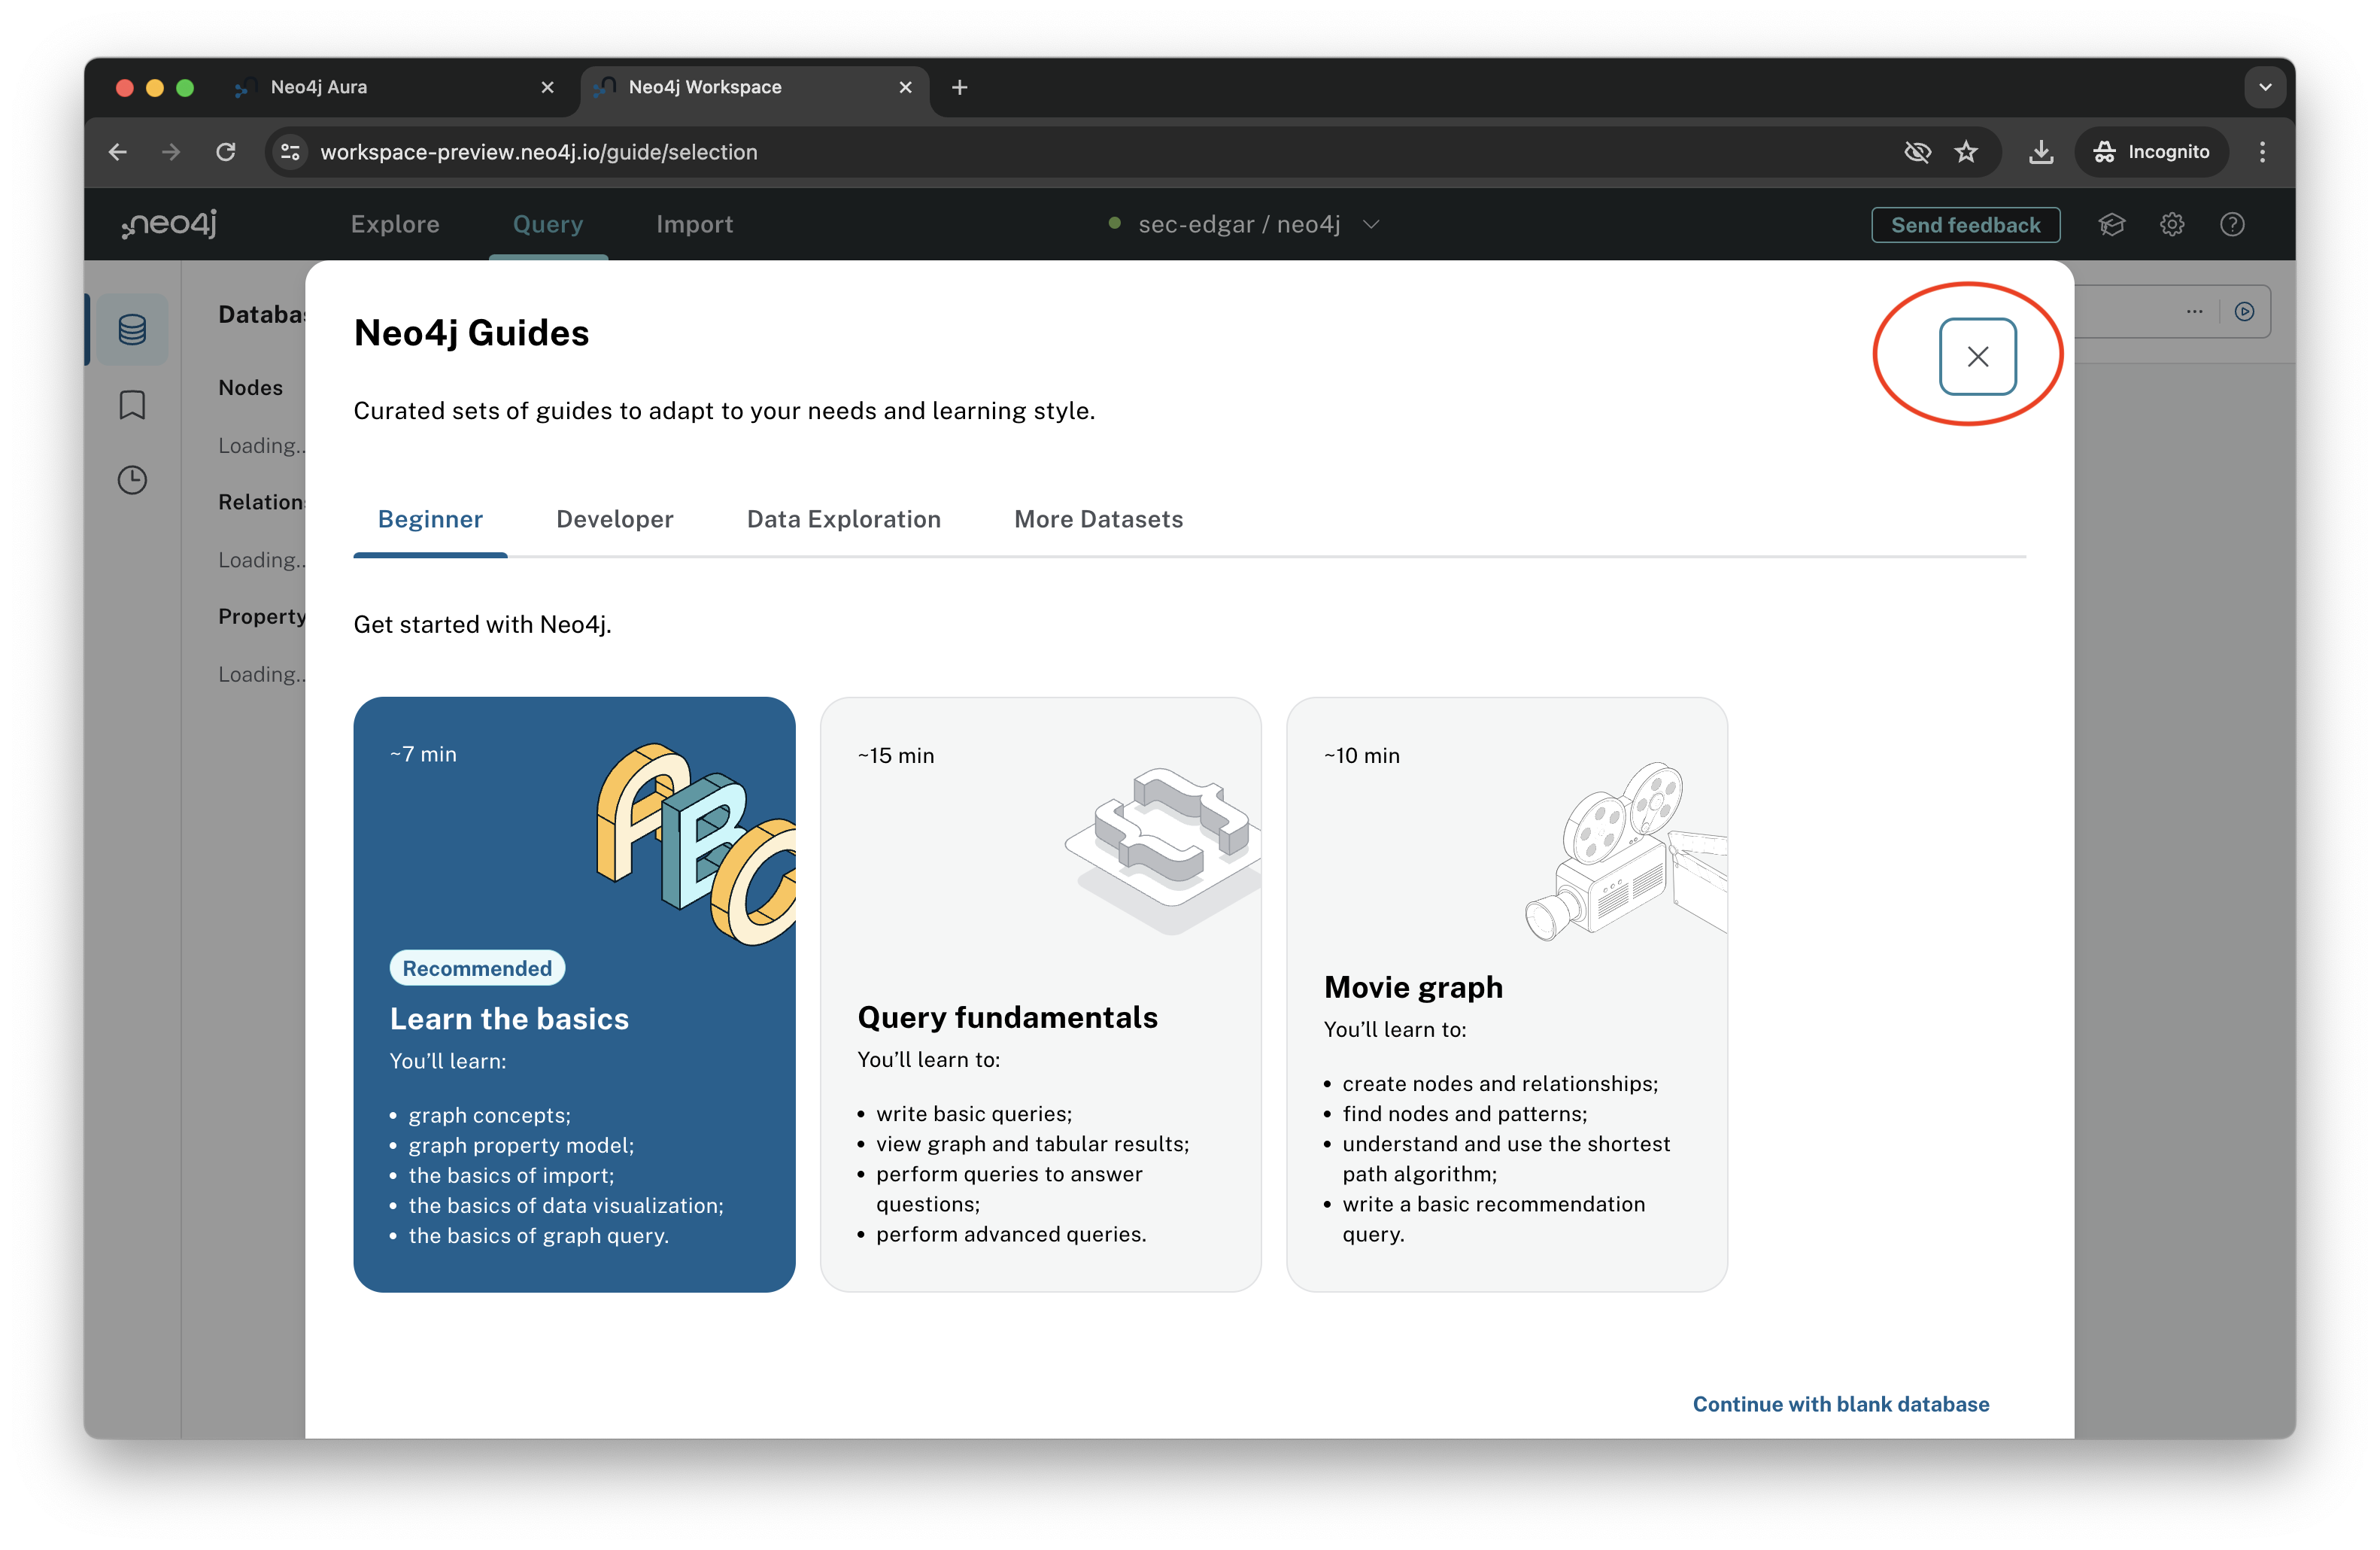 Neo4j Aura
Neo4j Workspace
workspace-preview.neo4j.io/guide/selection
Incognito
neo4j
Explore
Query
Import
sec-edgar / neo4j
Send feedback
Databas
Nodes
Loading..
Relation
Loading..
Property
Loading..
Neo4j Guides
Curated sets of guides to adapt to your needs and learning style.
Beginner
Developer
Data Exploration
More Datasets
Get started with Neo4j.
~7 min
ABC
Recommended
Learn the basics
You’ll learn:
• graph concepts;
• graph property model;
• the basics of import;
• the basics of data visualization;
• the basics of graph query.
~15 min
Query fundamentals
You’ll learn to:
• write basic queries;
• view graph and tabular results;
• perform queries to answer
questions;
• perform advanced queries.
~10 min
Movie graph
You’ll learn to:
• create nodes and relationships;
• find nodes and patterns;
• understand and use the shortest
path algorithm;
• write a basic recommendation
query.
Continue with blank database